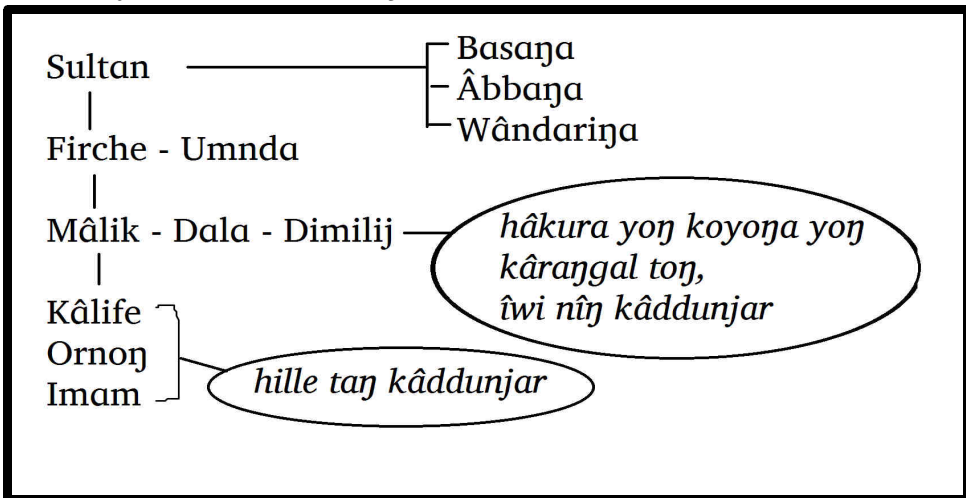 Sultan
Basaŋa
Âbbaŋa
Wândariŋa
Firche - Umnda
Mâlik - Dala - Dimilij
hâkura yoŋ koyoŋa yoŋ
kâraŋgal toŋ,
îwi nîŋ kâddunjar
Kâlife
Ornoŋ
Imam
hille taŋ kâddunjar